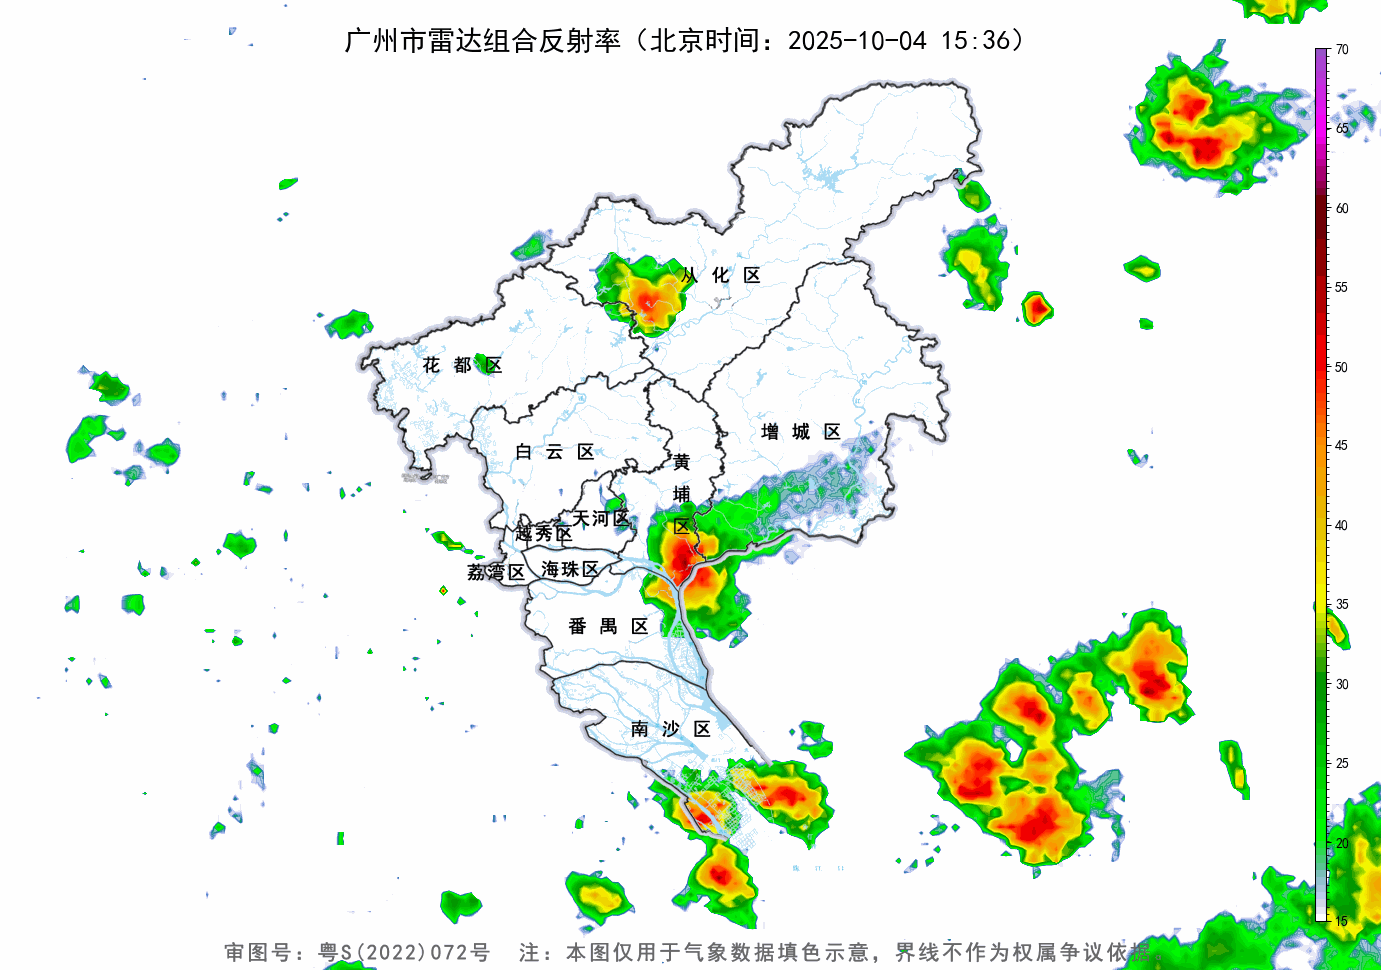 广州市雷达组合反射率（北京时间：2025-10-04 15:36）
70
65
60
55
50
45
40
35
30
25
20
15
从化区
花都区
增城区
白云区
黄埔区
天河区
越秀区
荔湾区
海珠区
番禺区
南沙区
审图号：粤S(2022)072号 注：本图仅用于气象数据填色示意，界线不作为权属争议依据。